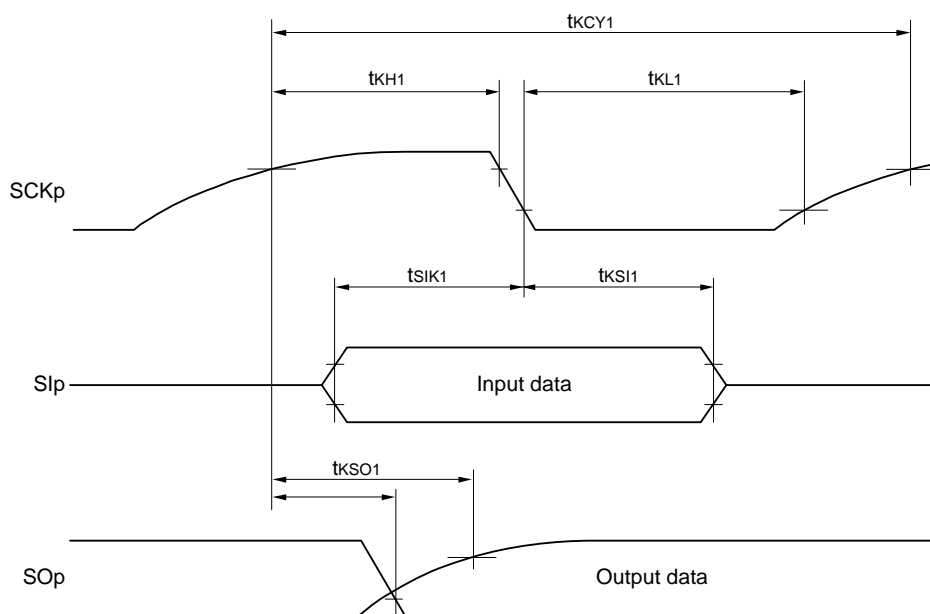 tKCY1
tKH1 tKL1
SCKp
tSIK1 tKSI1
SIp Input data
tKSO1
SOp Output data